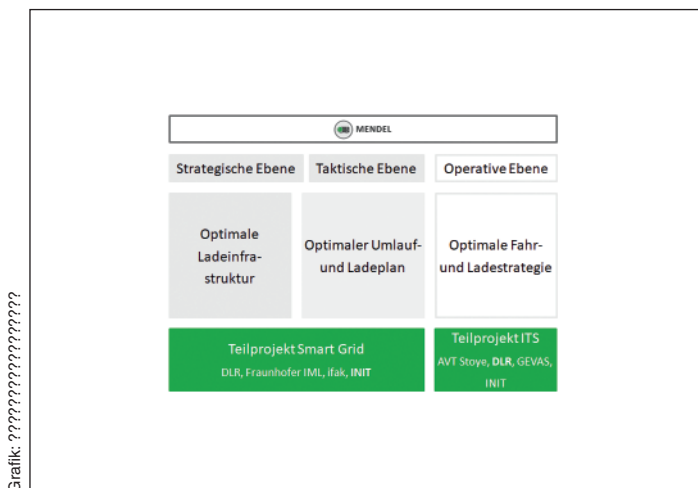 MENDEL
Strategische Ebene
Taktische Ebene
Operative Ebene
Optimale
Ladeinfra-
struktur
Optimaler Umlauf-
und Ladeplan
Optimale Fahr-
und Ladestrategie
Teilprojekt Smart Grid
DLR, Fraunhofer IML, ifak, INIT
Teilprojekt ITS
AVT Stoye, DLR, GEVAS,
INIT
Grafik: ???????????????????